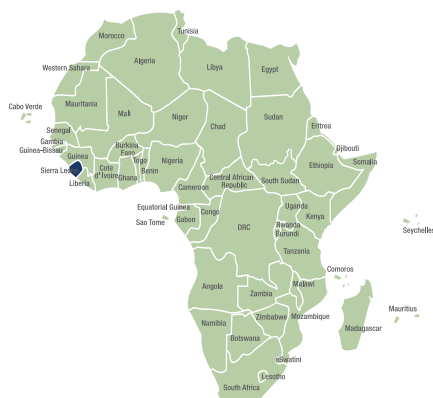 Tunisia
Morocco
Algeria
Libya
Egypt
Western Sahara
Cabo Verde
Mauritania
Mali
Niger
Chad
Sudan
Eritrea
Senegal
Gambia
Guinea-Bissau
Guinea
Burkina
Faso
Djibouti
Somalia
Sierra Leone
Liberia
Cote
d' Ivoire
Ghana
Togo
Benin
Nigeria
Ethiopia
Cameroon
Central African
Republic
South Sudan
Equatorial Guinea
Sao Tome
Gabon
Congo
DRC
Uganda
Kenya
Rwanda
Burundi
Seychelles
Tanzania
Comoros
Angola
Zambia
Malawi
Mozambique
Mauritius
Madagascar
Namibia
Zimbabwe
Botswana
eSwatini
Lesotho
South Africa